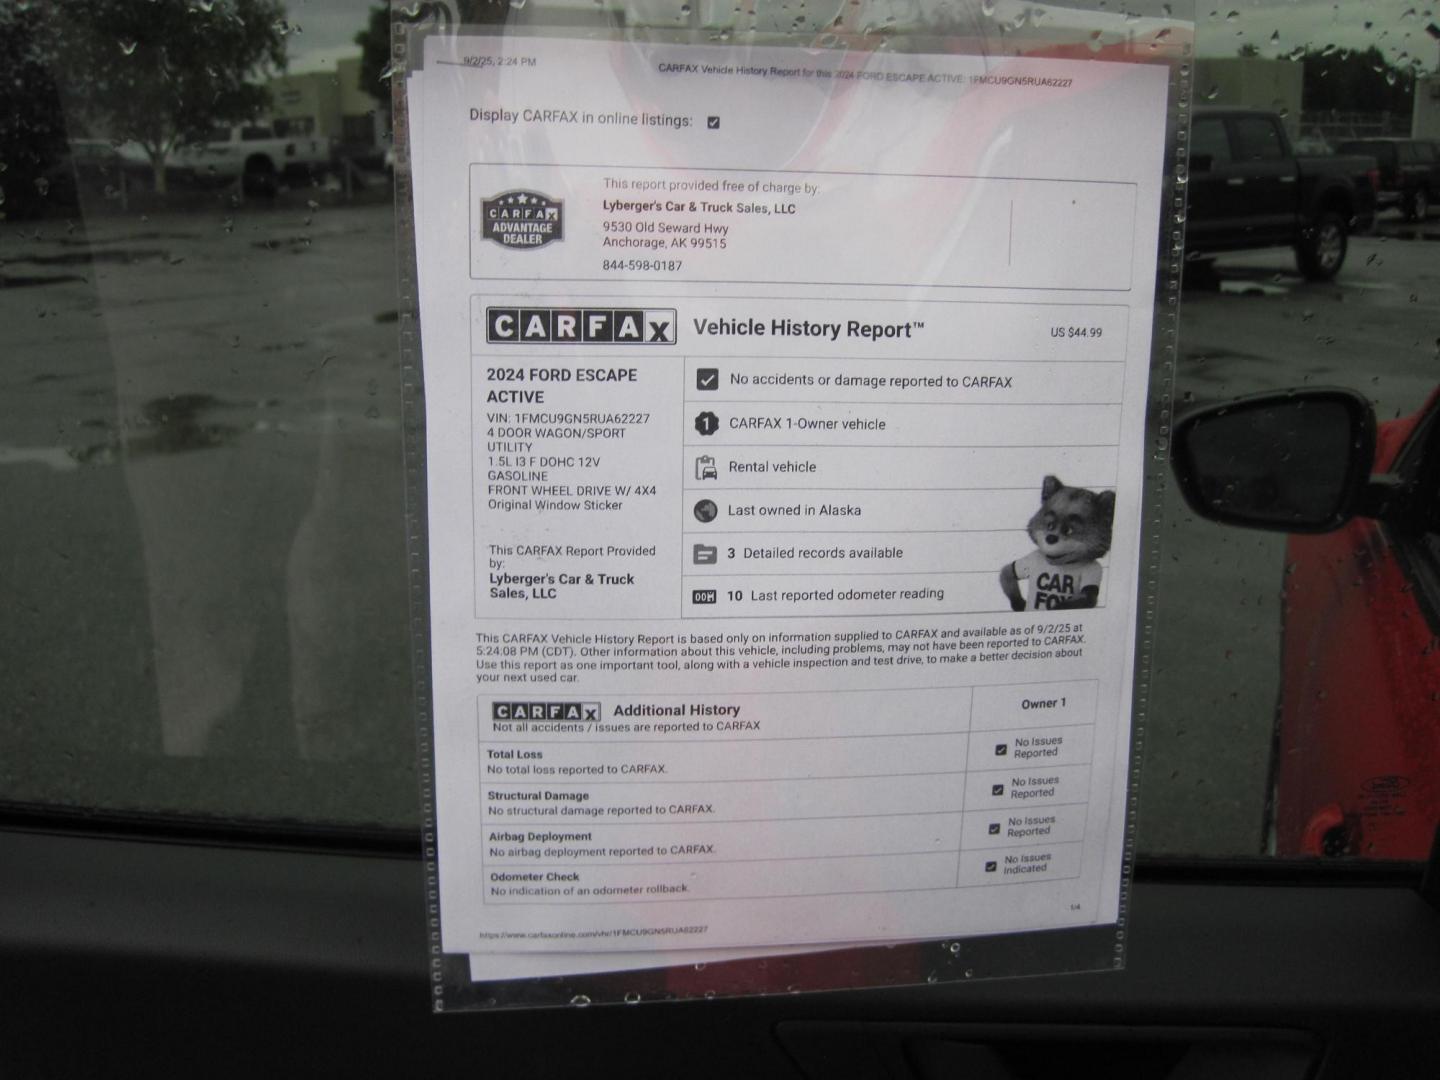 9/2/25, 2:24 PM
CARFAX Vehicle History Report for this 2024 FORD ESCAPE ACTIVE: 1FMCU9GN5RUA62227
Display CARFAX in online listings:
CARFAX
ADVANTAGE
DEALER
This report provided free of charge by:
Lyberger's Car & Truck Sales, LLC
9530 Old Seward Hwy
Anchorage, AK 99515
844-598-0187
CARFAX Vehicle History Report™
US $44.99
2024 FORD ESCAPE
ACTIVE
VIN: 1FMCU9GN5RUA62227
4 DOOR WAGON/SPORT
UTILITY
1.5L I3 F DOHC 12V
GASOLINE
FRONT WHEEL DRIVE W/ 4X4
Original Window Sticker
This CARFAX Report Provided
by:
Lyberger's Car & Truck
Sales, LLC
No accidents or damage reported to CARFAX
1 CARFAX 1-Owner vehicle
Rental vehicle
Last owned in Alaska
3 Detailed records available
10 Last reported odometer reading
CAR
FOX
This CARFAX Vehicle History Report is based only on information supplied to CARFAX and available as of 9/2/25 at
5:24:08 PM (CDT). Other information about this vehicle, including problems, may not have been reported to CARFAX.
Use this report as one important tool, along with a vehicle inspection and test drive, to make a better decision about
your next used car.
CARFAX Additional History
Not all accidents / issues are reported to CARFAX
Owner 1
Total Loss
No total loss reported to CARFAX.
No Issues
Reported
Structural Damage
No structural damage reported to CARFAX.
No Issues
Reported
Airbag Deployment
No airbag deployment reported to CARFAX.
No Issues
Reported
Odometer Check
No indication of an odometer rollback.
No Issues
Indicated
1/4
https://www.carfaxonline.com/vhr/1FMCU9GN5RUA62227